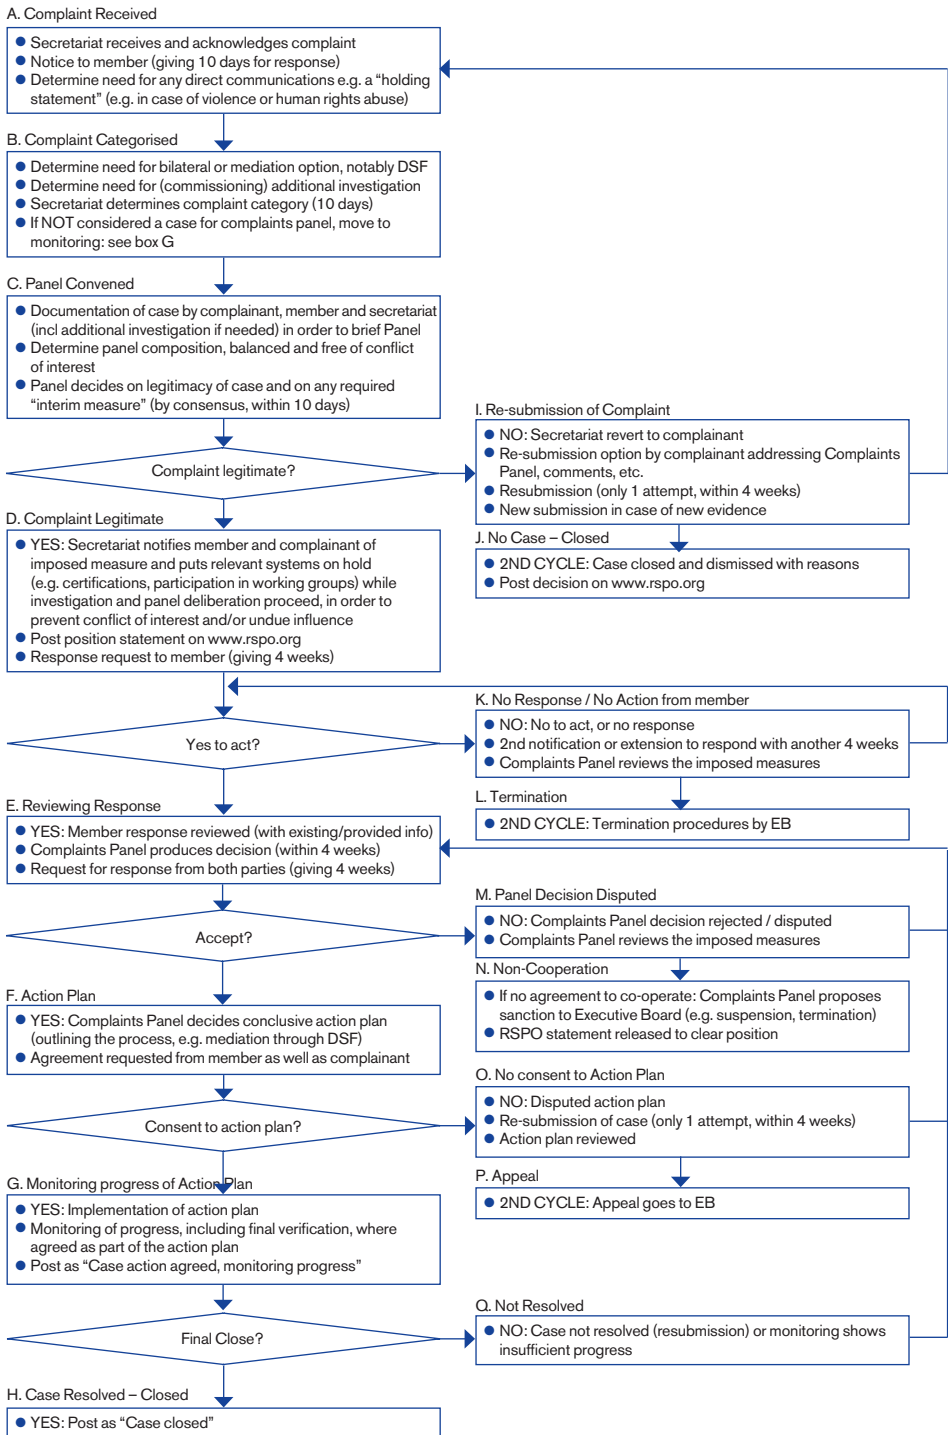 A. Complaint Received
● Secretariat receives and acknowledges complaint
● Notice to member (giving 10 days for response)
● Determine need for any direct communications e.g. a “holding
statement” (e.g. in case of violence or human rights abuse)
B. Complaint Categorised
● Determine need for bilateral or mediation option, notably DSF
● Determine need for (commissioning) additional investigation
● Secretariat determines complaint category (10 days)
● If NOT considered a case for complaints panel, move to
monitoring: see box G
C. Panel Convened
● Documentation of case by complainant, member and secretariat
(incl additional investigation if needed) in order to brief Panel
● Determine panel composition, balanced and free of conflict
of interest
● Panel decides on legitimacy of case and on any required
“interim measure” (by consensus, within 10 days)
Complaint legitimate?
I. Re-submission of Complaint
● NO: Secretariat revert to complainant
● Re-submission option by complainant addressing Complaints
Panel, comments, etc.
● Resubmission (only 1 attempt, within 4 weeks)
● New submission in case of new evidence
J. No Case – Closed
● 2ND CYCLE: Case closed and dismissed with reasons
● Post decision on www.rspo.org
D. Complaint Legitimate
● YES: Secretariat notifies member and complainant of
imposed measure and puts relevant systems on hold
(e.g. certifications, participation in working groups) while
investigation and panel deliberation proceed, in order to
prevent conflict of interest and/or undue influence
● Post position statement on www.rspo.org
● Response request to member (giving 4 weeks)
Yes to act?
K. No Response / No Action from member
● NO: No to act, or no response
● 2nd notification or extension to respond with another 4 weeks
● Complaints Panel reviews the imposed measures
L. Termination
● 2ND CYCLE: Termination procedures by EB
E. Reviewing Response
● YES: Member response reviewed (with existing/provided info)
● Complaints Panel produces decision (within 4 weeks)
● Request for response from both parties (giving 4 weeks)
Accept?
M. Panel Decision Disputed
● NO: Complaints Panel decision rejected / disputed
● Complaints Panel reviews the imposed measures
N. Non-Cooperation
● If no agreement to co-operate: Complaints Panel proposes
sanction to Executive Board (e.g. suspension, termination)
● RSPO statement released to clear position
F. Action Plan
● YES: Complaints Panel decides conclusive action plan
(outlining the process, e.g. mediation through DSF)
● Agreement requested from member as well as complainant
Consent to action plan?
O. No consent to Action Plan
● NO: Disputed action plan
● Re-submission of case (only 1 attempt, within 4 weeks)
● Action plan reviewed
P. Appeal
● 2ND CYCLE: Appeal goes to EB
G. Monitoring progress of Action Plan
● YES: Implementation of action plan
● Monitoring of progress, including final verification, where
agreed as part of the action plan
● Post as “Case action agreed, monitoring progress”
Final Close?
Q. Not Resolved
● NO: Case not resolved (resubmission) or monitoring shows
insufficient progress
H. Case Resolved – Closed
● YES: Post as “Case closed”